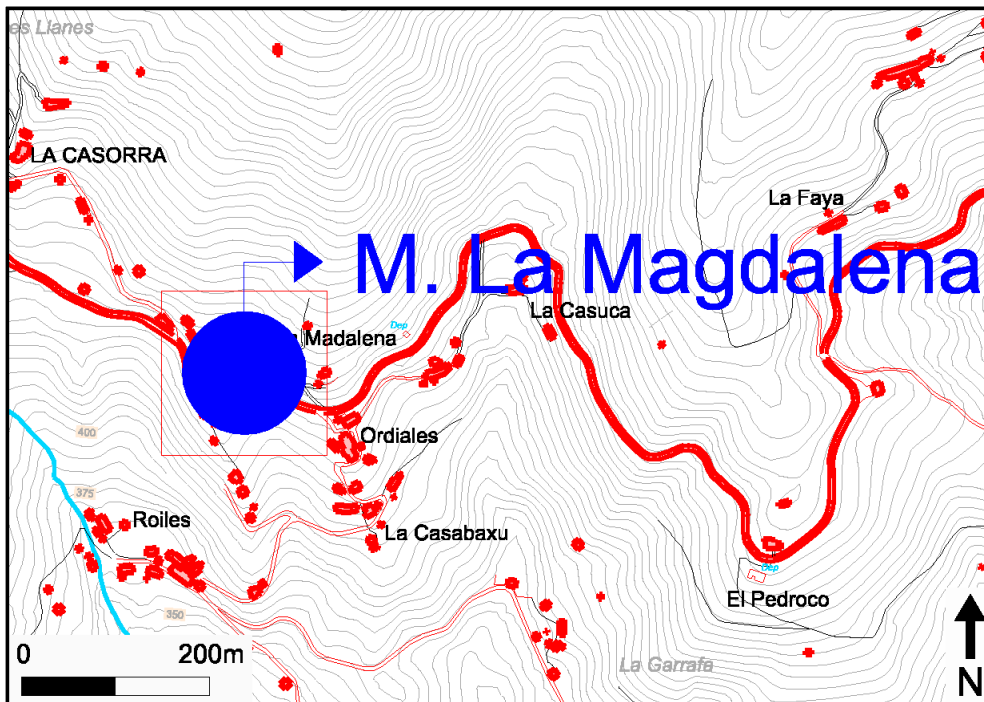 es Llanes
LA CASORRA
La Faya
M. La Magdalena
La Casuca
Dep
Madalena
Ordiales
400
375
Roiles
La Casabaxu
Dep
El Pedroco
350
La Garrafa
0 200m
N